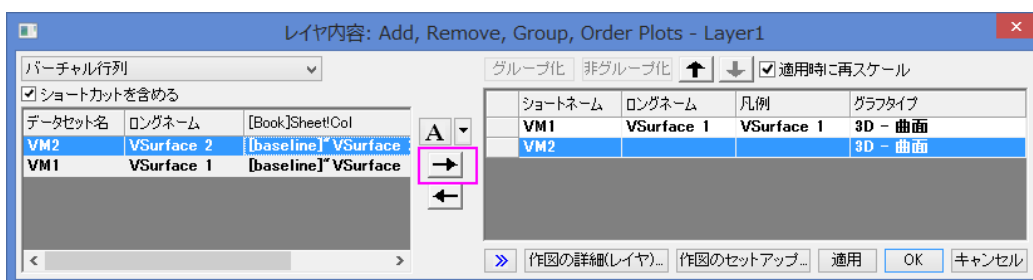 レイヤ内容: Add, Remove, Group, Order Plots - Layer1
バーチャル行列
ショートカットを含める
データセット名 ロングネーム [Book]Sheet!Col
VM2 VSurface 2 [baseline]"VSurface
VM1 VSurface 1 [baseline]"VSurface
A
グループ化 非グループ化 適用時に再スケール
ショートネーム ロングネーム 凡例 グラフタイプ
VM1 VSurface 1 VSurface 1 3D - 曲面
VM2 3D - 曲面
作図の詳細(レイヤ)... 作図のセットアップ... 適用 OK キャンセル